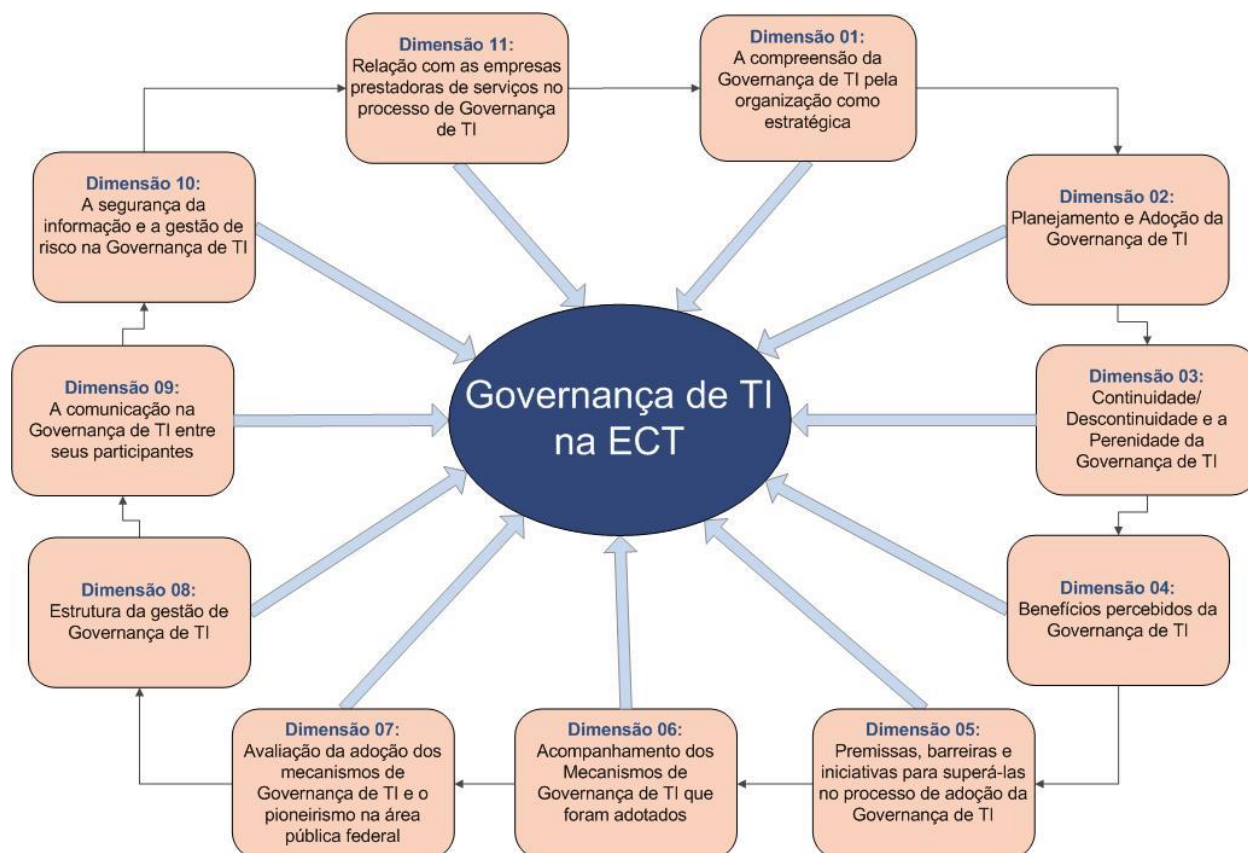 Dimensão 11:
Relação com as empresas
prestadoras de serviços no
processo de Governança
de TI
Dimensão 01:
A compreensão da
Governança de TI pela
organização como
estratégica
Dimensão 02:
Planejamento e Adoção da
Governança de TI
Dimensão 03:
Continuidade/
Descontinuidade e a
Perenidade da
Governança de TI
Dimensão 04:
Benefícios percebidos da
Governança de TI
Dimensão 05:
Premissas, barreiras e
iniciativas para superá-las
no processo de adoção da
Governança de TI
Dimensão 06:
Acompanhamento dos
Mecanismos de
Governança de TI que
foram adotados
Dimensão 07:
Avaliação da adoção dos
mecanismos de
Governança de TI e o
pioneirismo na área
pública federal
Dimensão 08:
Estrutura da gestão de
Governança de TI
Dimensão 09:
A comunicação na
Governança de TI entre
seus participantes
Dimensão 10:
A segurança da
informação e a gestão de
risco na Governança de TI
Governança de TI
na ECT